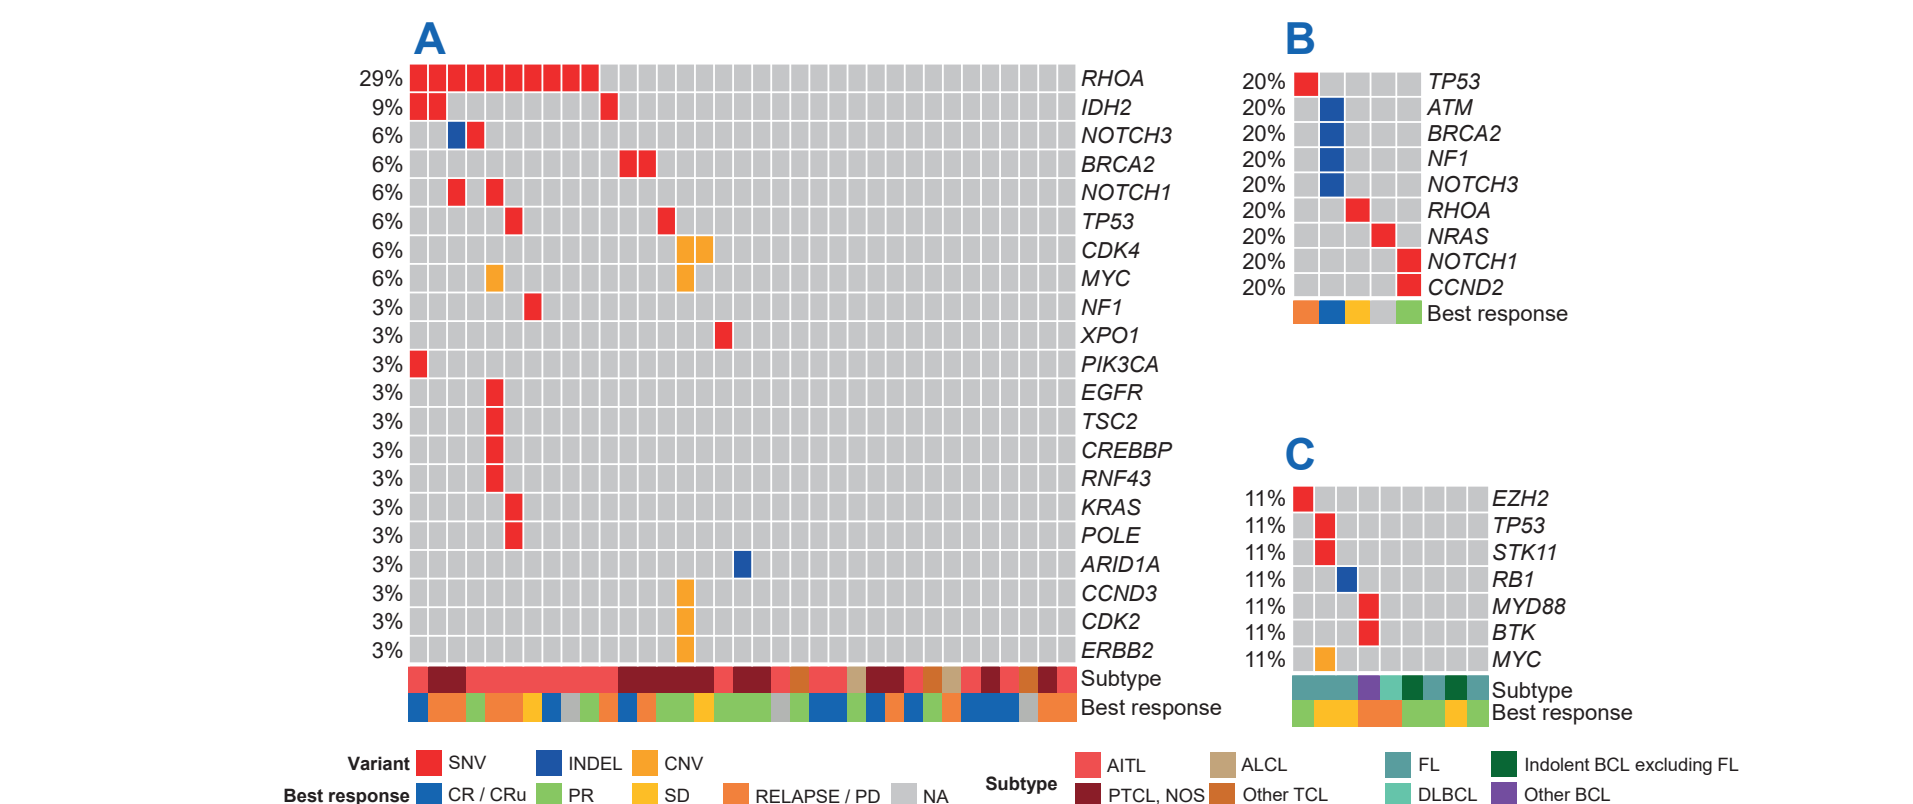 A
29% RHOA
9% IDH2
6% NOTCH3
6% BRCA2
6% NOTCH1
6% TP53
6% CDK4
6% MYC
3% NF1
3% XPO1
3% PIK3CA
3% EGFR
3% TSC2
3% CREBBP
3% RNF43
3% KRAS
3% POLE
3% ARID1A
3% CCND3
3% CDK2
3% ERBB2
Subtype
Best response
B
20% TP53
20% ATM
20% BRCA2
20% NF1
20% NOTCH3
20% RHOA
20% NRAS
20% NOTCH1
20% CCND2
Best response
C
11% EZH2
11% TP53
11% STK11
11% RB1
11% MYD88
11% BTK
11% MYC
Subtype
Best response
Variant SNV INDEL CNV
Best response CR / CRu PR SD RELAPSE / PD NA
Subtype
AITL ALCL FL Indolent BCL excluding FL
PTCL, NOS Other TCL DLBCL Other BCL